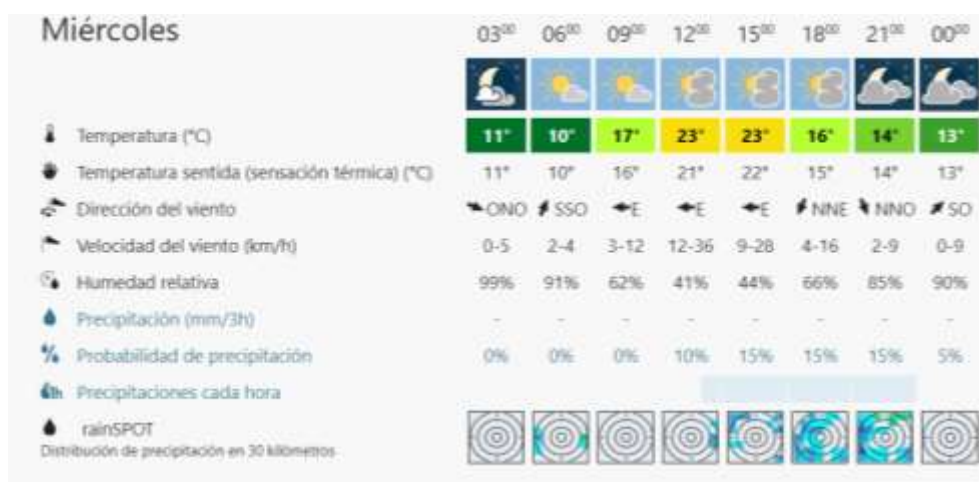 Miércoles 03⁰⁰ 06⁰⁰ 09⁰⁰ 12⁰⁰ 15⁰⁰ 18⁰⁰ 21⁰⁰ 00⁰⁰
Temperatura (°C) 11° 10° 17° 23° 23° 16° 14° 13°
Temperatura sentida (sensación térmica) (°C) 11° 10° 16° 21° 22° 15° 14° 13°
Dirección del viento ONO SSO E E E NNE NNO SO
Velocidad del viento (km/h) 0-5 2-4 3-12 12-36 9-28 4-16 2-9 0-9
Humedad relativa 99% 91% 62% 41% 44% 66% 85% 90%
Precipitación (mm/3h) - - - - - - - -
Probabilidad de precipitación 0% 0% 0% 10% 15% 15% 15% 5%
1h Precipitaciones cada hora
rainSPOT
Distribución de precipitación en 30 kilómetros